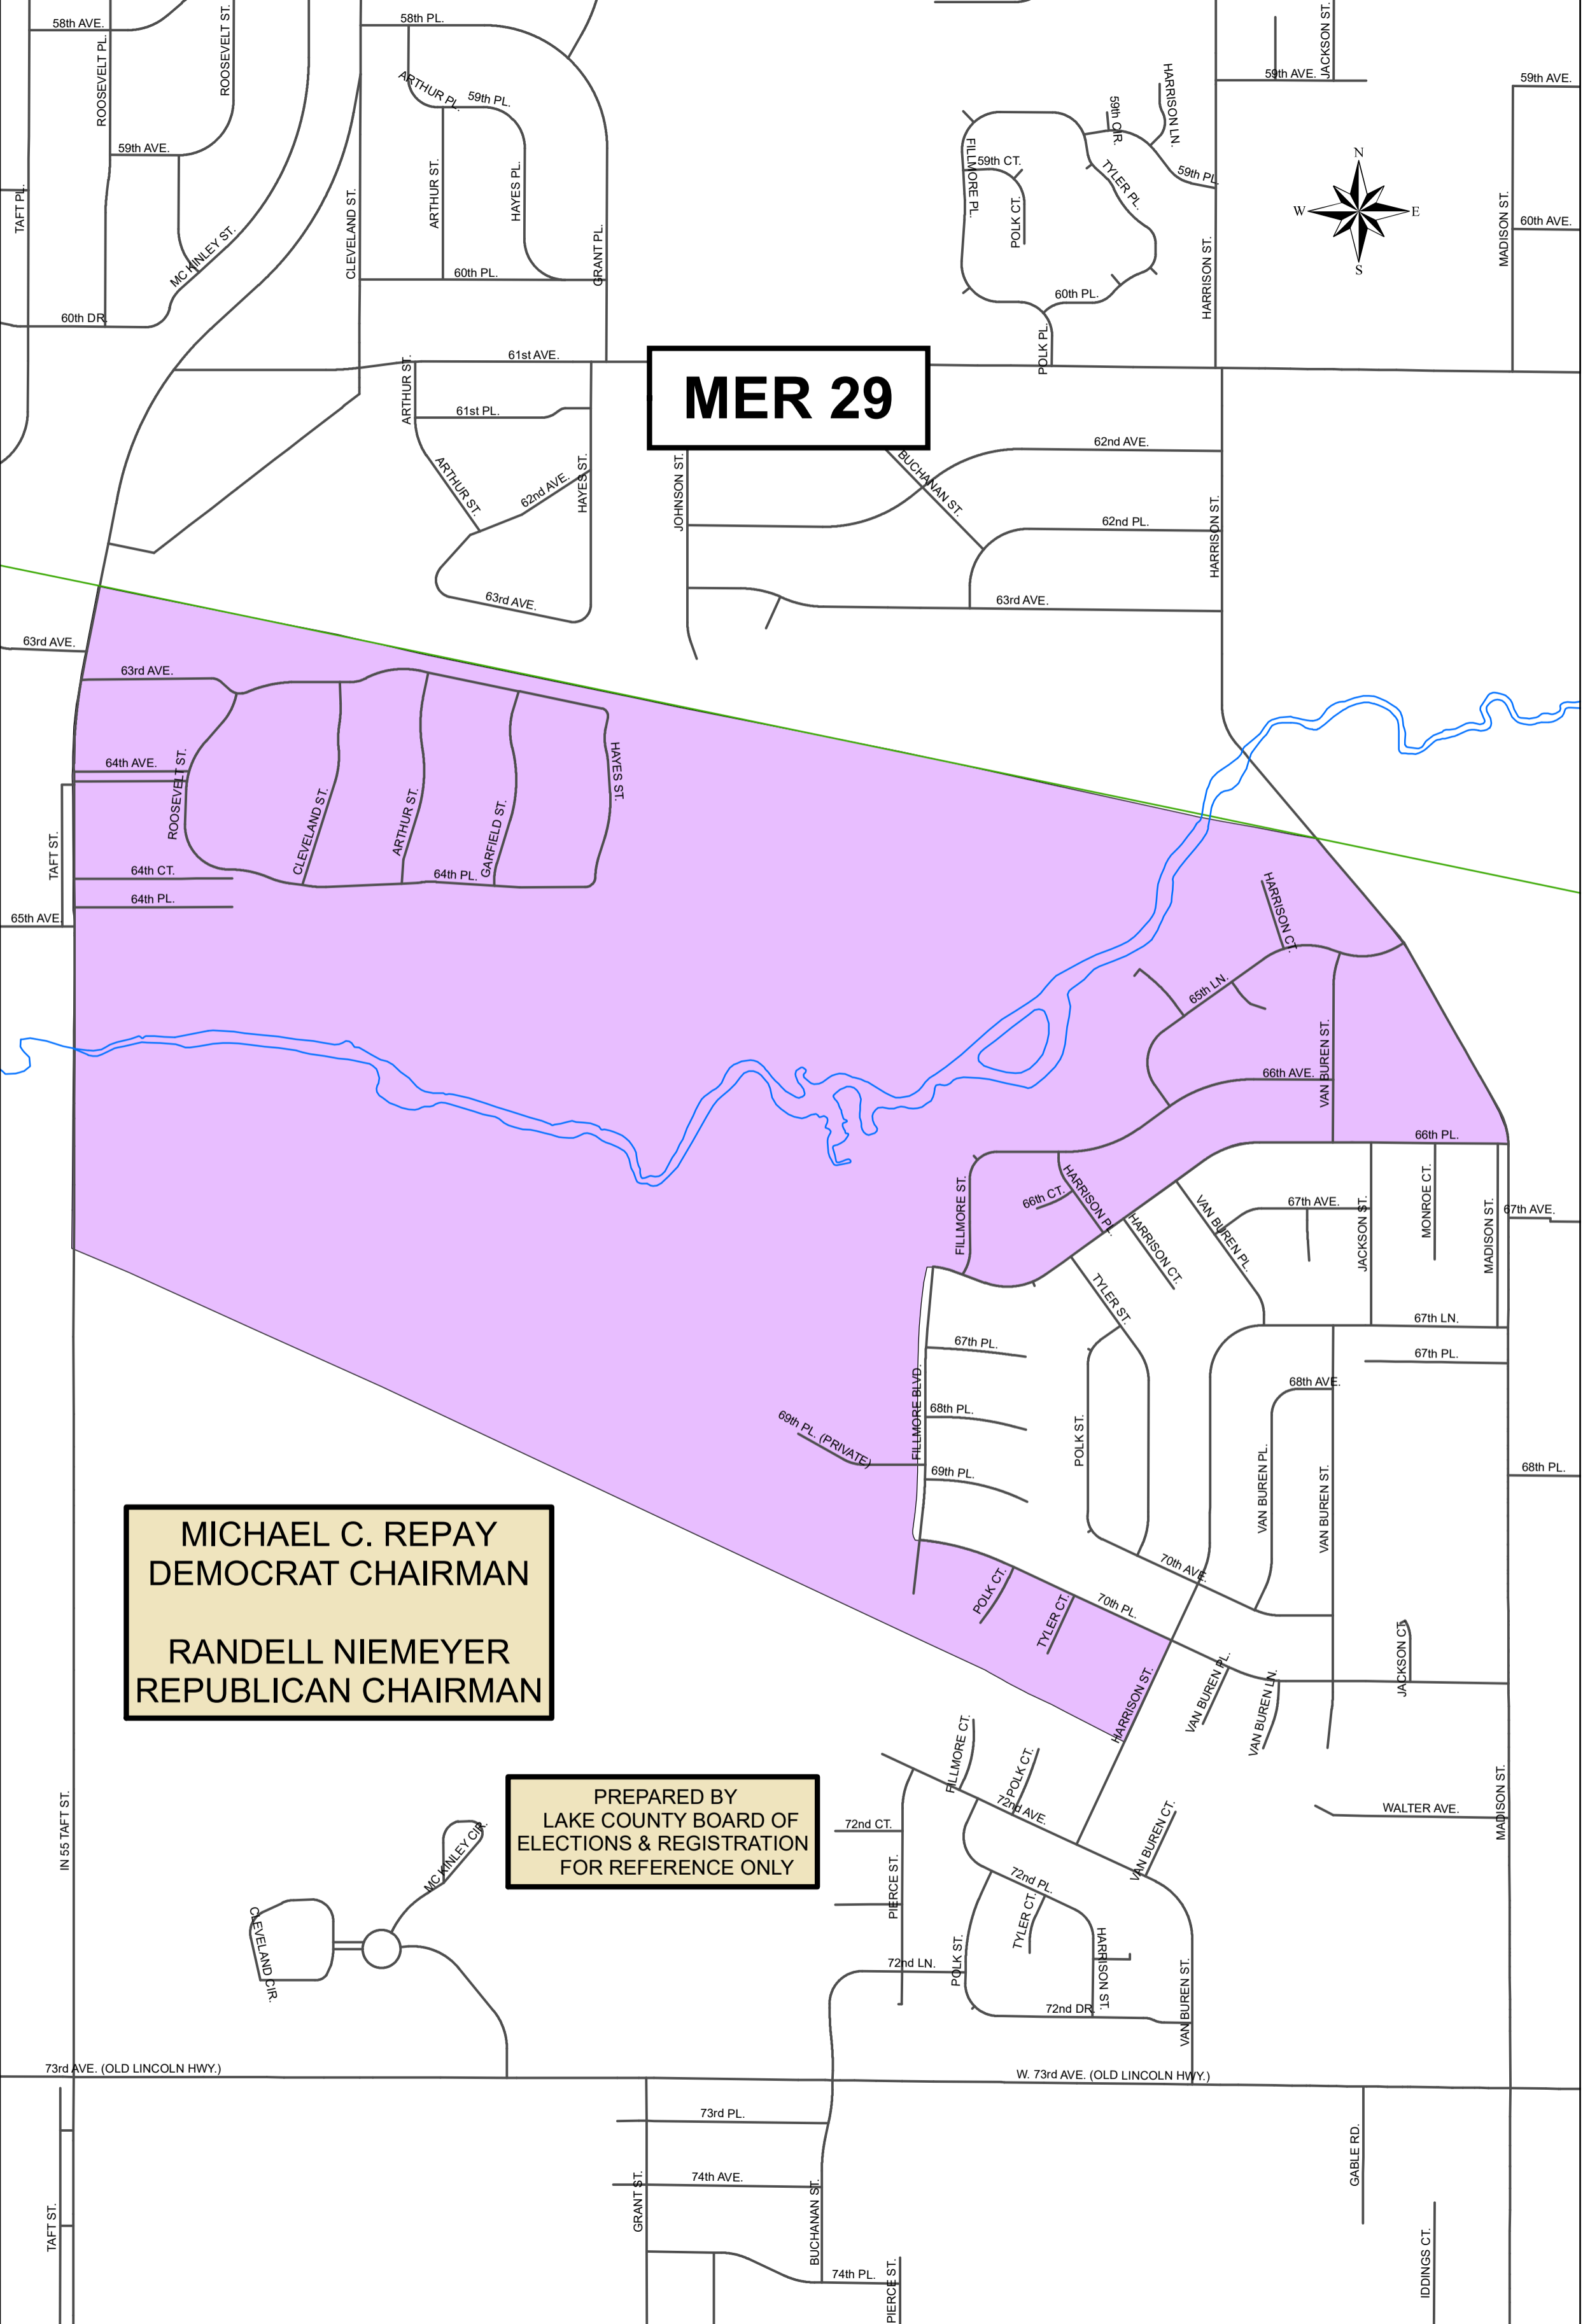 58th AVE.
ROOSEVELT PL.
ROOSEVELT ST.
58th PL.
JACKSON ST.
59th AVE.
59th AVE.
ARTHUR PL.
59th PL.
HARRISON LN.
59th CIR.
59th AVE.
TAFT PL.
CLEVELAND ST.
ARTHUR ST.
HAYES PL.
GRANT PL.
FILLMORE PL.
59th CT.
POLK CT.
TYLER PL.
59th PL.
HARRISON ST.
N
W
E
S
MADISON ST.
60th AVE.
MC KINLEY ST.
60th PL.
60th PL.
60th DR.
POLK PL.
61st AVE.
MER 29
ARTHUR ST.
61st PL.
62nd AVE.
ARTHUR ST.
62nd AVE.
HAYES ST.
JOHNSON ST.
BUCHANAN ST.
62nd PL.
HARRISON ST.
63rd AVE.
63rd AVE.
63rd AVE.
63rd AVE.
64th AVE.
ROOSEVELT ST.
CLEVELAND ST.
ARTHUR ST.
GARFIELD ST.
HAYES ST.
TAFT ST.
64th CT.
64th PL.
64th PL.
65th AVE.
HARRISON CT.
65th LN.
VAN BUREN ST.
66th AVE.
66th PL.
FILLMORE ST.
66th CT.
HARRISON PL.
HARRISON CT.
VAN BUREN PL.
67th AVE.
JACKSON ST.
MONROE CT.
MADISON ST.
67th AVE.
TYLER ST.
67th LN.
67th PL.
67th PL.
68th AVE.
FILLMORE BLVD.
68th PL.
69th PL. (PRIVATE)
69th PL.
POLK ST.
VAN BUREN PL.
VAN BUREN ST.
68th PL.
MICHAEL C. REPAY
DEMOCRAT CHAIRMAN
RANDELL NIEMEYER
REPUBLICAN CHAIRMAN
70th AVE.
POLK CT.
TYLER CT.
70th PL.
HARRISON ST.
VAN BUREN PL.
VAN BUREN LN.
JACKSON CT.
IN 55 TAFT ST.
PREPARED BY
LAKE COUNTY BOARD OF
ELECTIONS & REGISTRATION
FOR REFERENCE ONLY
FILLMORE CT.
POLK CT.
72nd AVE.
72nd CT.
VAN BUREN CT.
WALTER AVE.
MADISON ST.
MC KINLEY CIR.
CLEVELAND CIR.
PIERCE ST.
72nd PL.
TYLER CT.
72nd LN.
POLK ST.
HARRISON ST.
72nd DR.
VAN BUREN ST.
73rd AVE. (OLD LINCOLN HWY.)
W. 73rd AVE. (OLD LINCOLN HWY.)
73rd PL.
74th AVE.
GRANT ST.
BUCHANAN ST.
74th PL.
PIERCE ST.
TAFT ST.
GABLE RD.
IDDINGS CT.